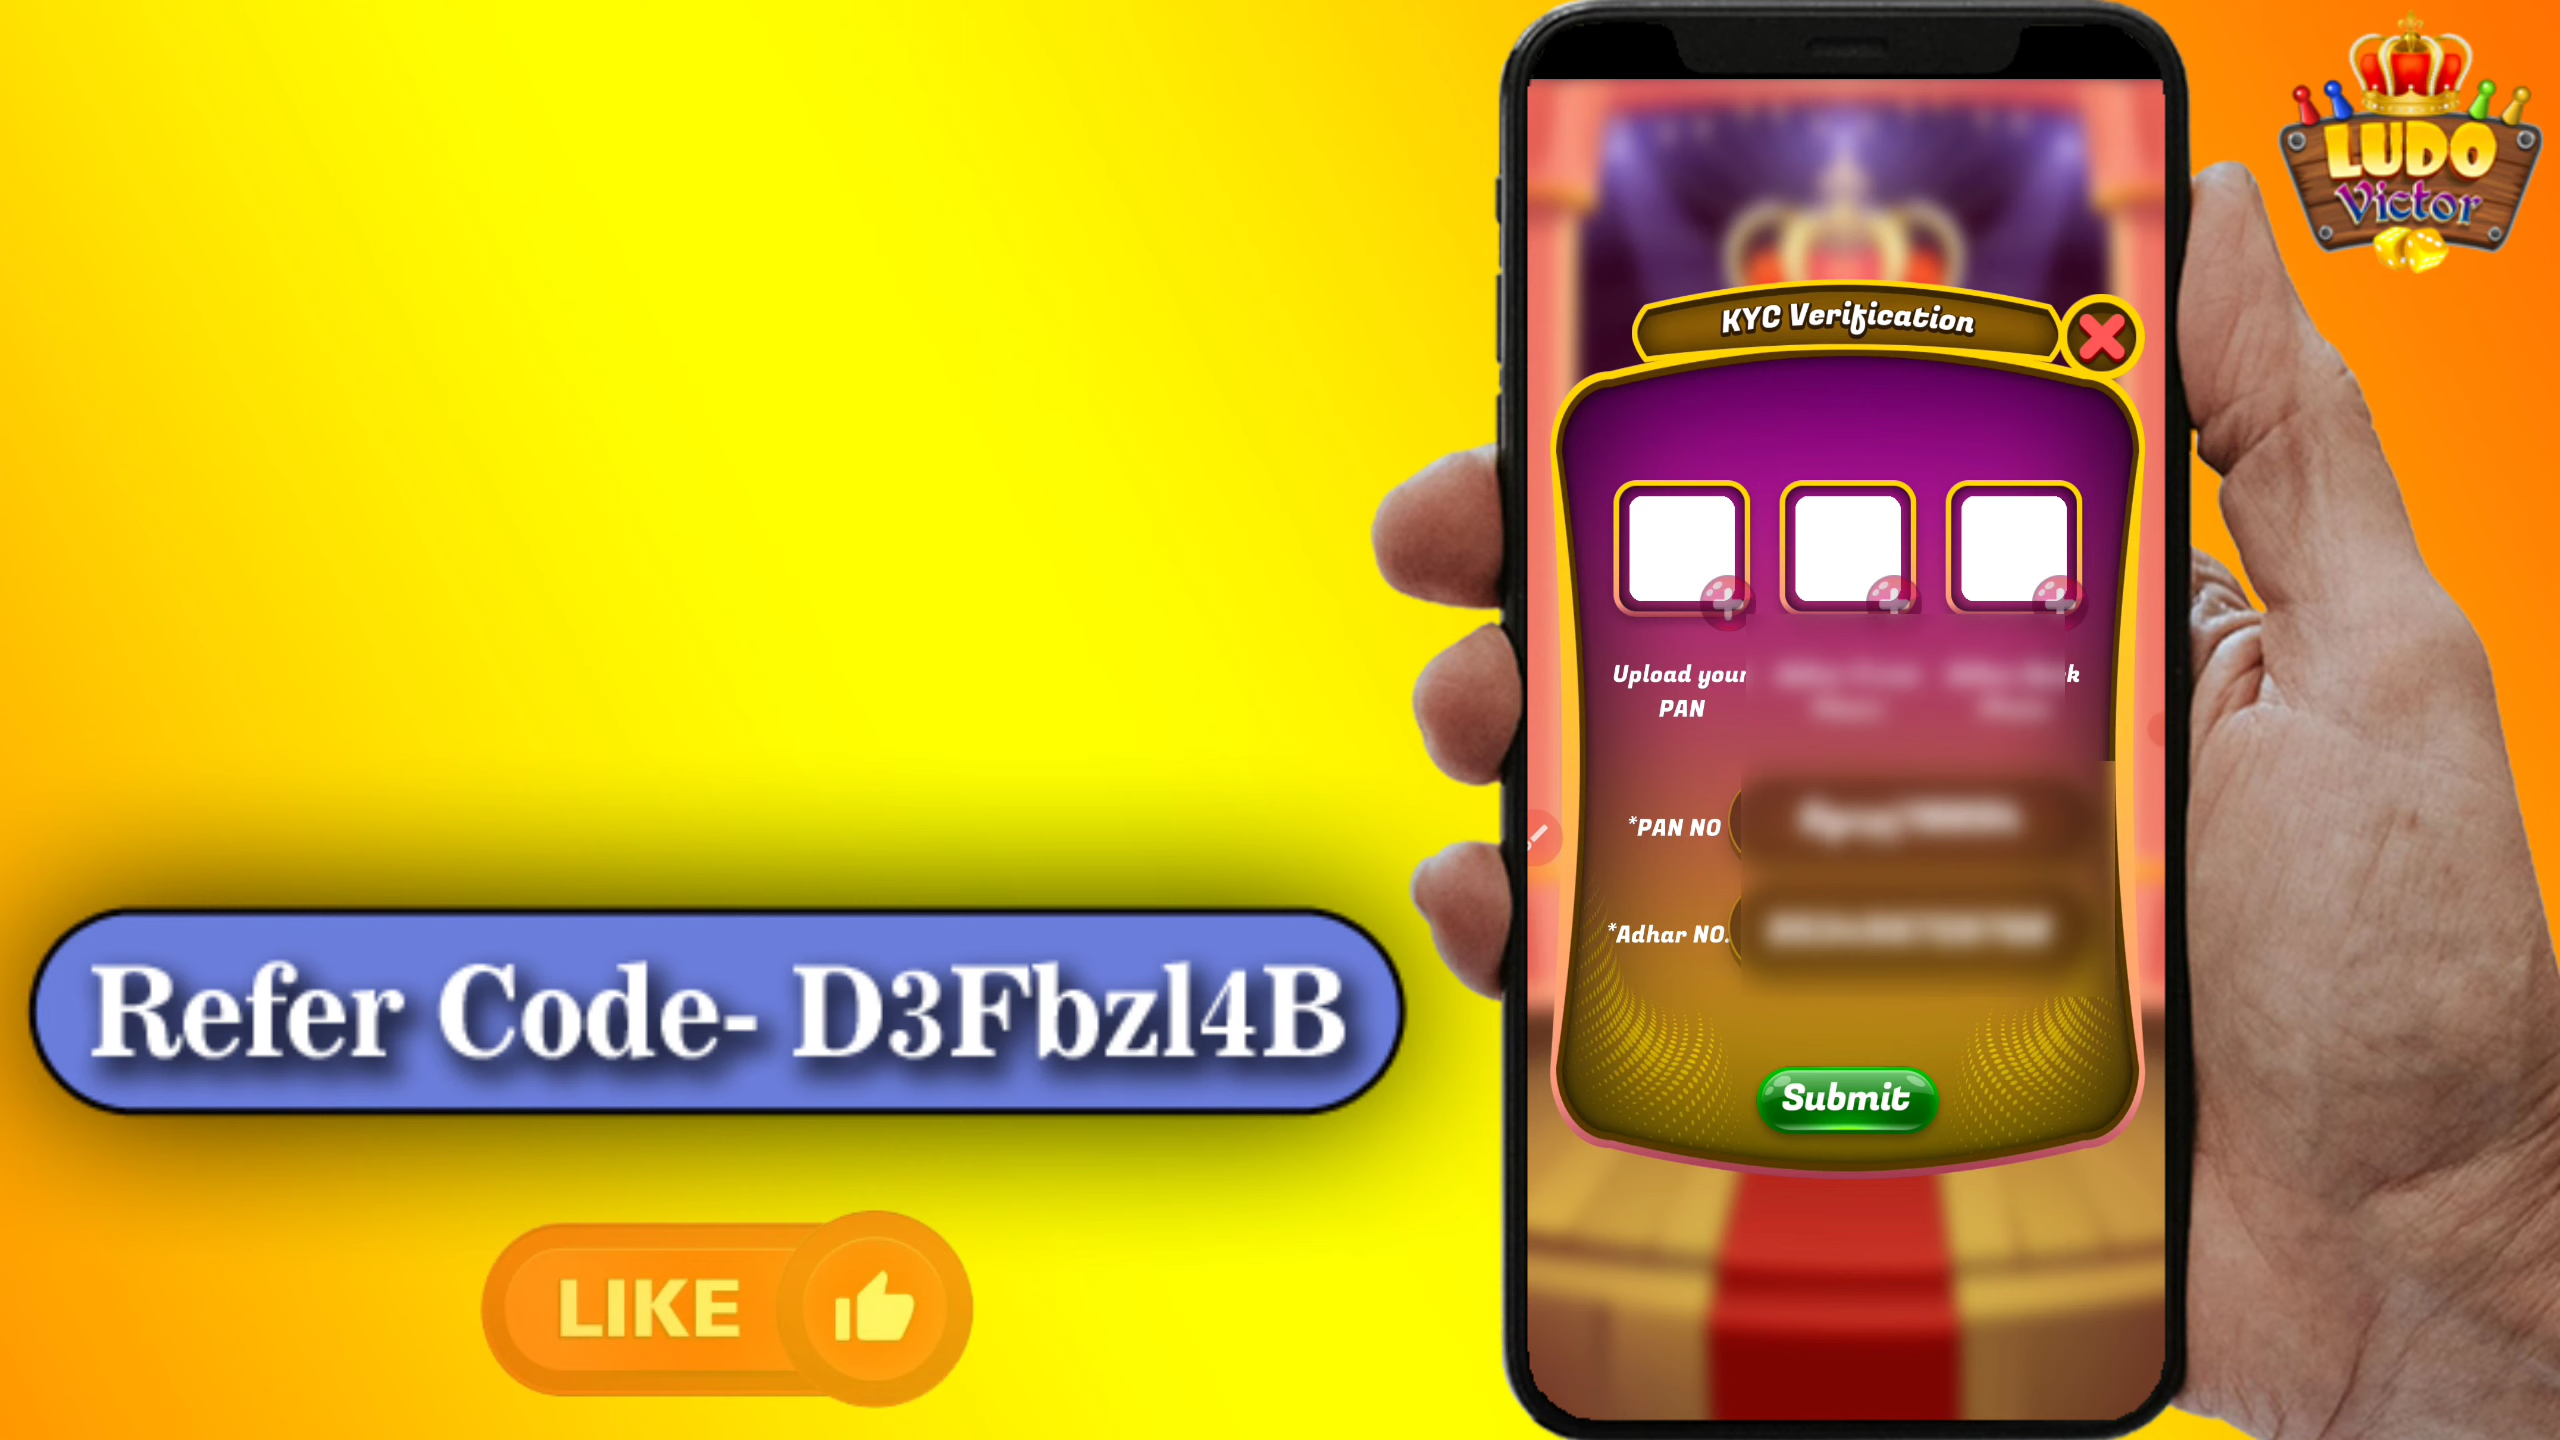 LUDO
Victor
KYC Verification
Upload your
PAN
k
*PAN NO
*Adhar NO.
Submit
Refer Code- D3Fbzl4B
LIKE